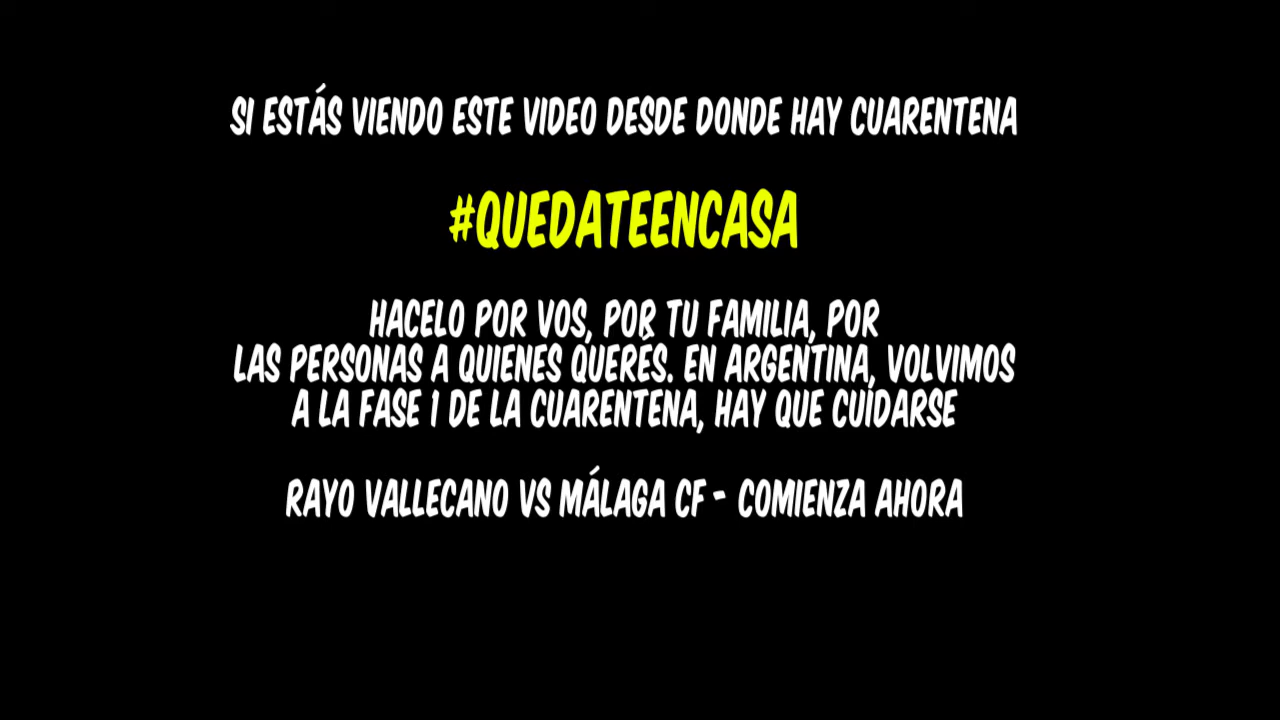 SI ESTÁS VIENDO ESTE VIDEO DESDE DONDE HAY CUARENTENA
#QUEDATEENCASA
HACELO POR VOS, POR TU FAMILIA, POR
LAS PERSONAS A QUIENES QUERÉS. EN ARGENTINA, VOLVIMOS
A LA FASE 1 DE LA CUARENTENA, HAY QUE CUIDARSE
RAYO VALLECANO VS MÁLAGA CF - COMIENZA AHORA